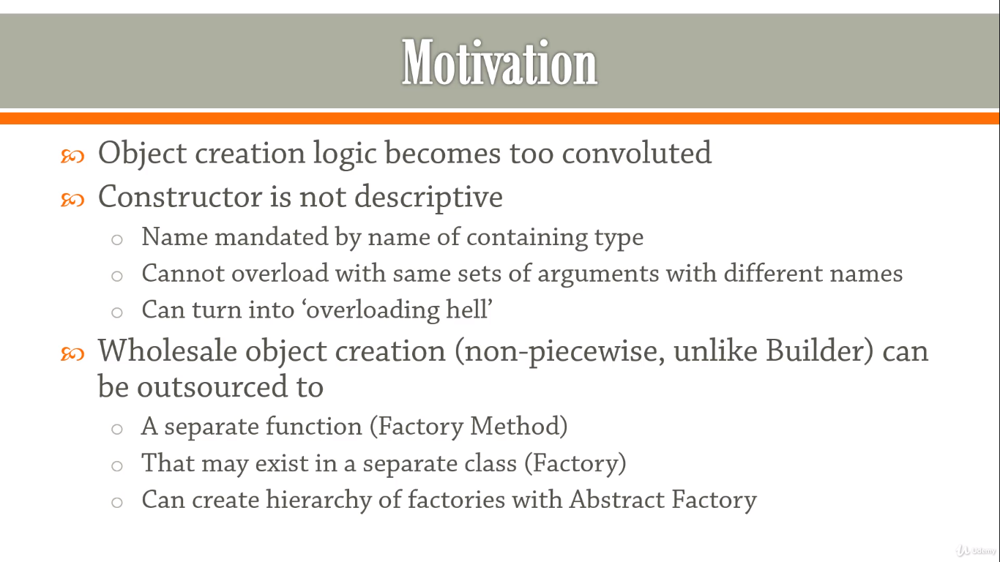 Motivation
Object creation logic becomes too convoluted
Constructor is not descriptive
Name mandated by name of containing type
Cannot overload with same sets of arguments with different names
Can turn into ‘overloading hell’
Wholesale object creation (non-piecewise, unlike Builder) can
be outsourced to
A separate function (Factory Method)
That may exist in a separate class (Factory)
Can create hierarchy of factories with Abstract Factory
Udemy